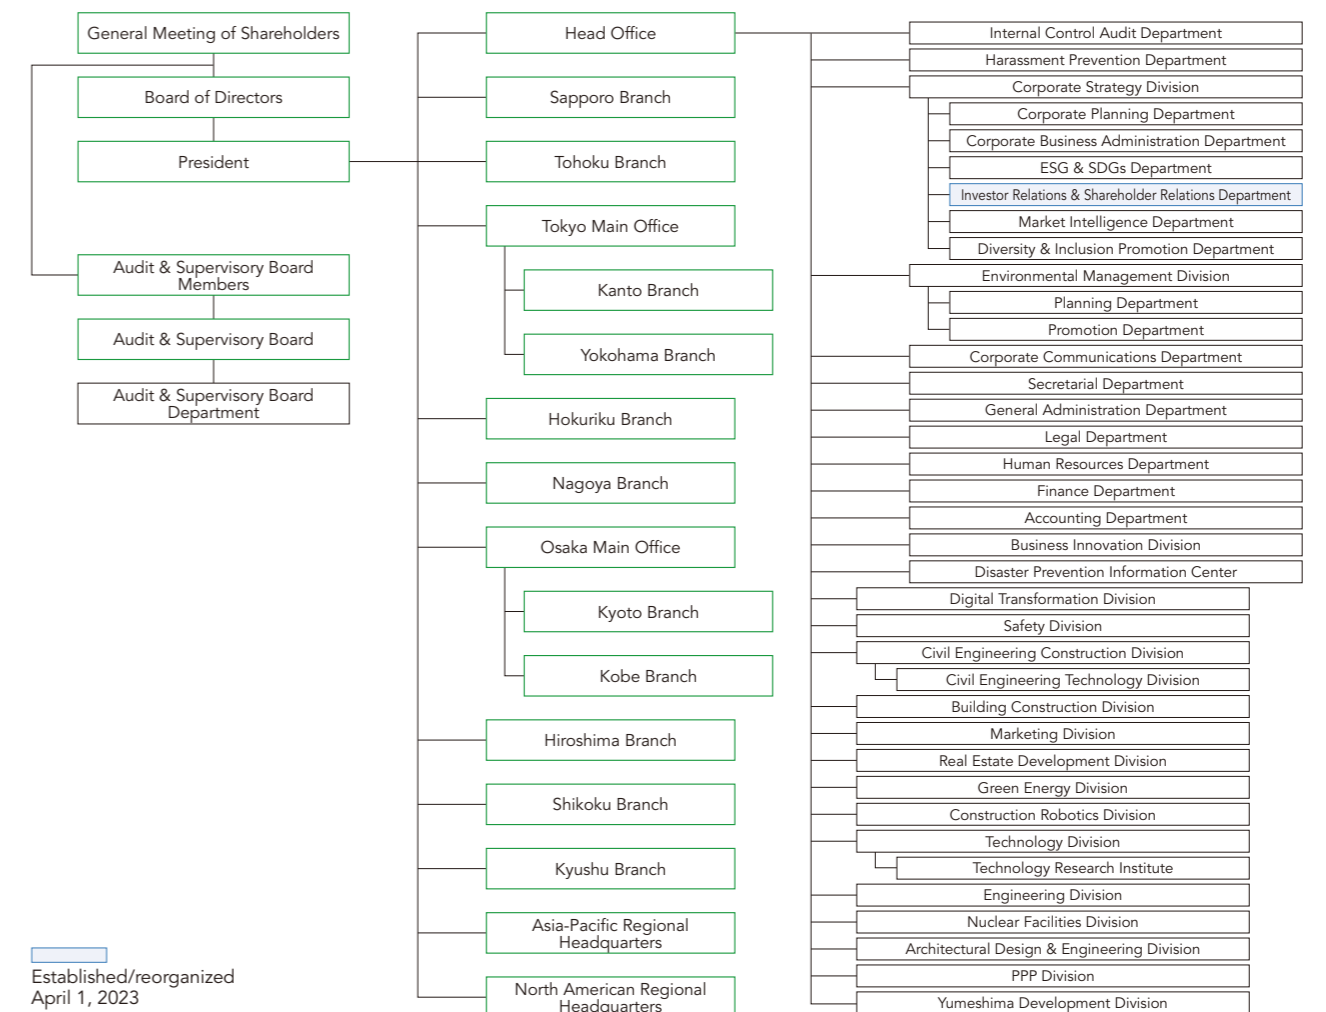 General Meeting of Shareholders
Board of Directors
President
Audit & Supervisory Board
Members
Audit & Supervisory Board
Audit & Supervisory Board
Department
Established/reorganized
April 1, 2023
Head Office
Sapporo Branch
Tohoku Branch
Tokyo Main Office
Kanto Branch
Yokohama Branch
Hokuriku Branch
Nagoya Branch
Osaka Main Office
Kyoto Branch
Kobe Branch
Hiroshima Branch
Shikoku Branch
Kyushu Branch
Asia-Pacific Regional
Headquarters
North American Regional
Headquarters
Internal Control Audit Department
Harassment Prevention Department
Corporate Strategy Division
Corporate Planning Department
Corporate Business Administration Department
ESG & SDGs Department
Investor Relations & Shareholder Relations Department
Market Intelligence Department
Diversity & Inclusion Promotion Department
Environmental Management Division
Planning Department
Promotion Department
Corporate Communications Department
Secretarial Department
General Administration Department
Legal Department
Human Resources Department
Finance Department
Accounting Department
Business Innovation Division
Disaster Prevention Information Center
Digital Transformation Division
Safety Division
Civil Engineering Construction Division
Civil Engineering Technology Division
Building Construction Division
Marketing Division
Real Estate Development Division
Green Energy Division
Construction Robotics Division
Technology Division
Technology Research Institute
Engineering Division
Nuclear Facilities Division
Architectural Design & Engineering Division
PPP Division
Yumeshima Development Division